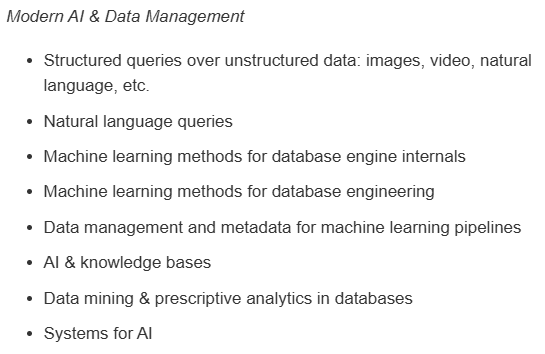 Modern AI & Data Management
• Structured queries over unstructured data: images, video, natural
language, etc.
• Natural language queries
• Machine learning methods for database engine internals
• Machine learning methods for database engineering
• Data management and metadata for machine learning pipelines
• AI & knowledge bases
• Data mining & prescriptive analytics in databases
• Systems for AI